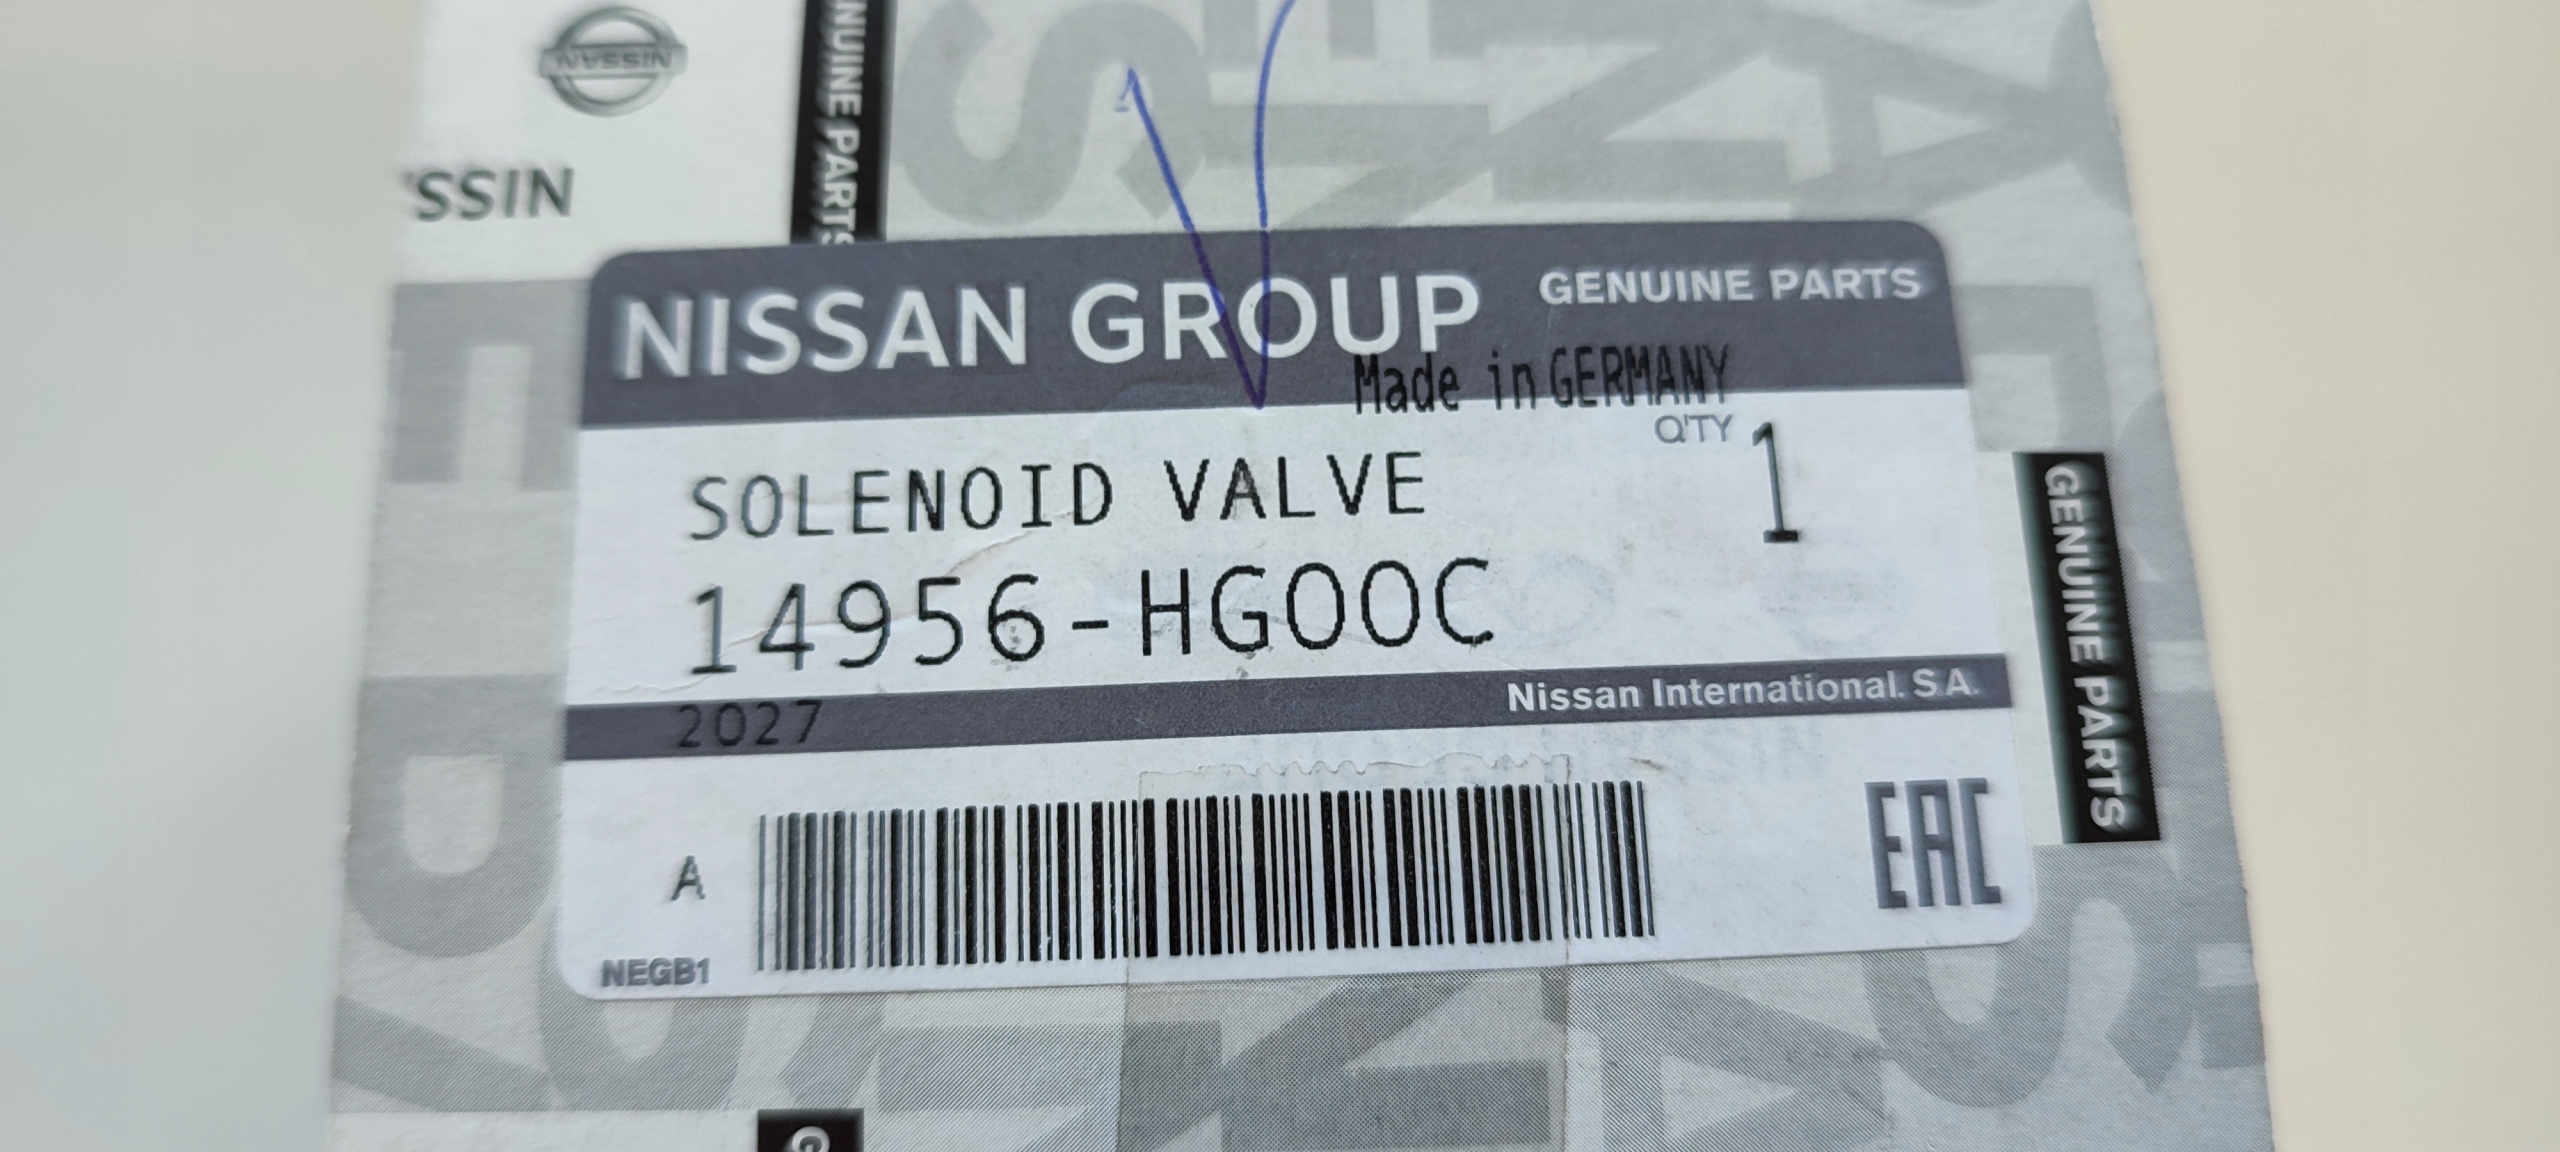 NISSAN
GENUINE PARTS
SSIN
NISSAN GROUP
GENUINE PARTS
Made in GERMANY
Q'TY 1
SOLENOID VALVE
14956-HG00C
Nissan International. S.A.
2027
A
EAC
NEGB1
GENUINE PARTS
G